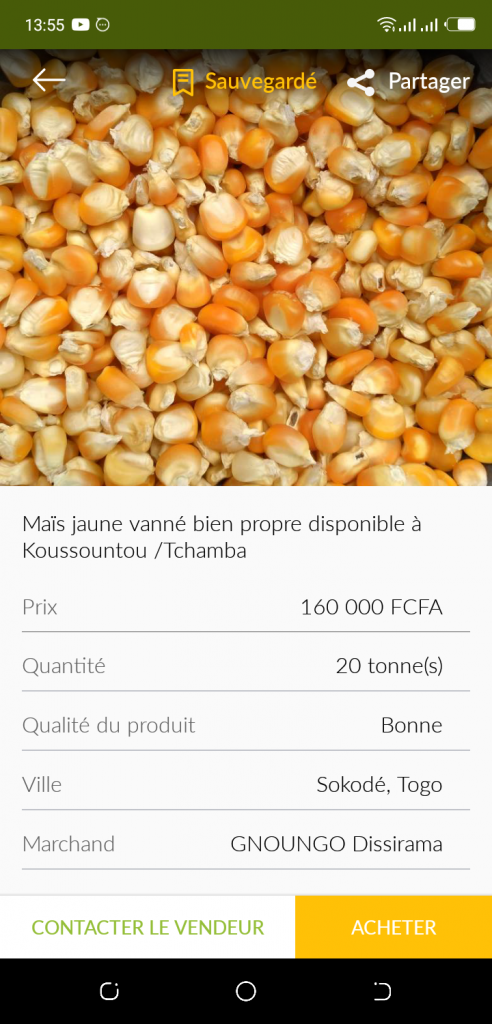 13:55
Sauvegardé Partager
Maïs jaune vanné bien propre disponible à
Koussountou /Tchamba
Prix 160 000 FCFA
Quantité 20 tonne(s)
Qualité du produit Bonne
Ville Sokodé, Togo
Marchand GNOUNGO Dissirama
CONTACTER LE VENDEUR ACHETER